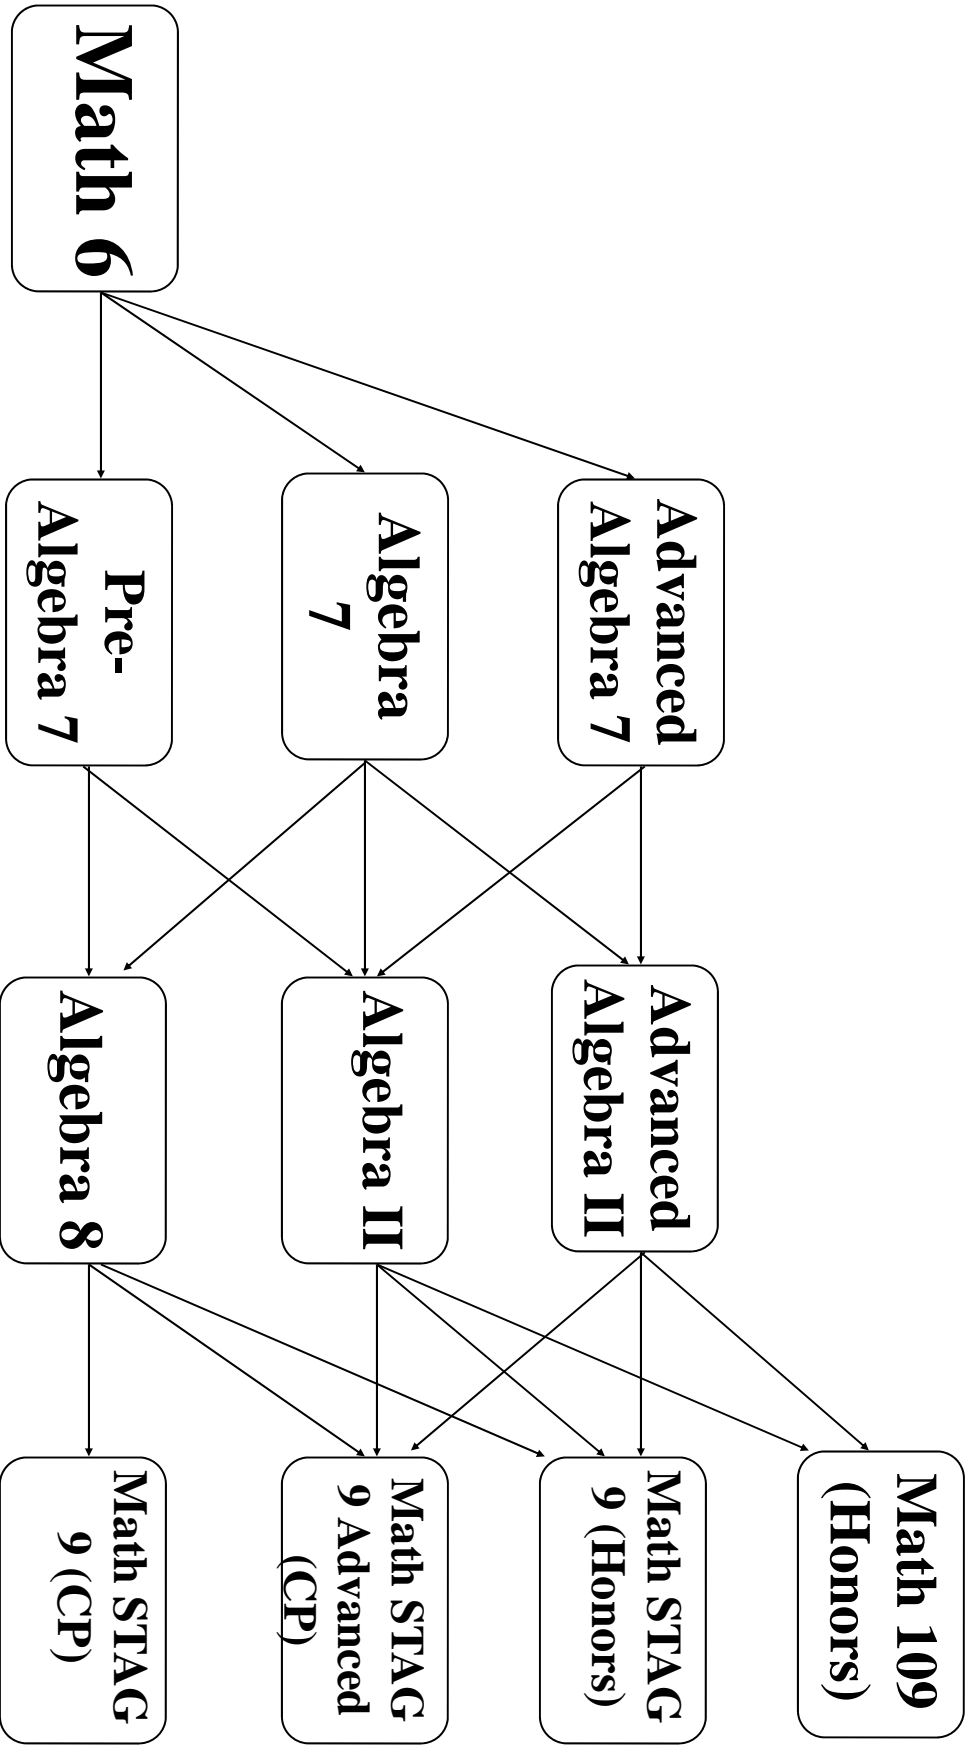 Math 6
Advanced
Algebra 7
Algebra
7
Pre-
Algebra 7
Advanced
Algebra II
Algebra II
Algebra 8
Math 109
(Honors)
Math STAG
9 (Honors)
Math STAG
9 Advanced
(CP)
Math STAG
9 (CP)